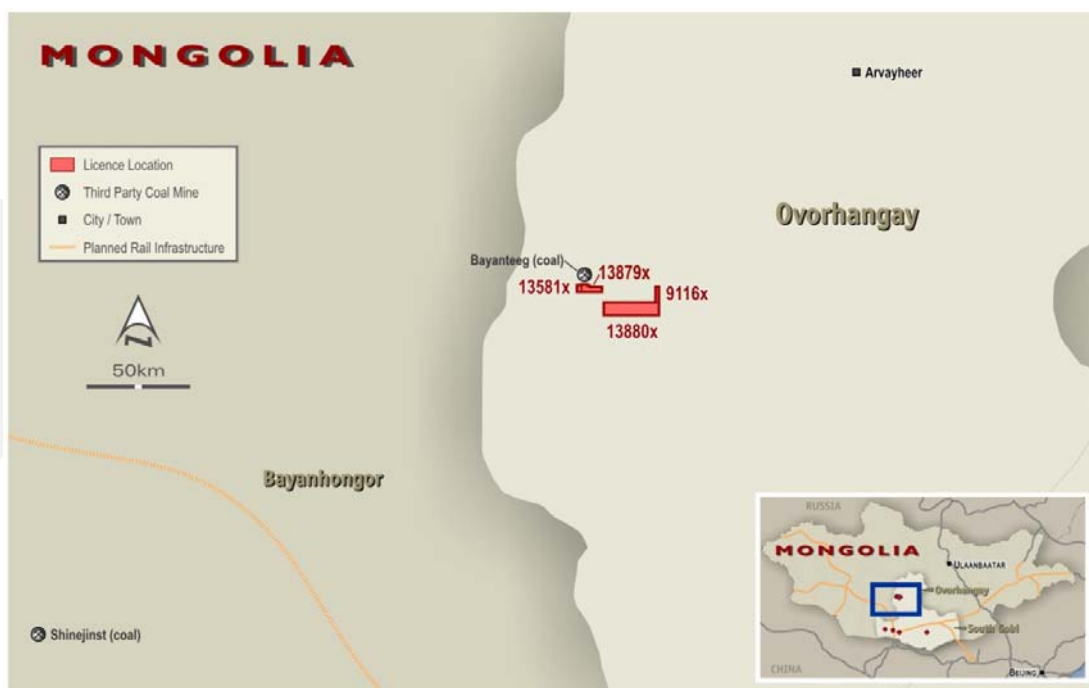 MONGOLIA
Arvayheer
Licence Location
Third Party Coal Mine
City / Town
Planned Rail Infrastructure
Ovorhangay
Bayanteeg (coal)
13879x
13581x
9116x
13880x
N
50km
Bayanhongor
Shinejinst (coal)
RUSSIA
MONGOLIA
ULAANBAATAR
Ovorhangay
South Gobi
CHINA
BEIJING